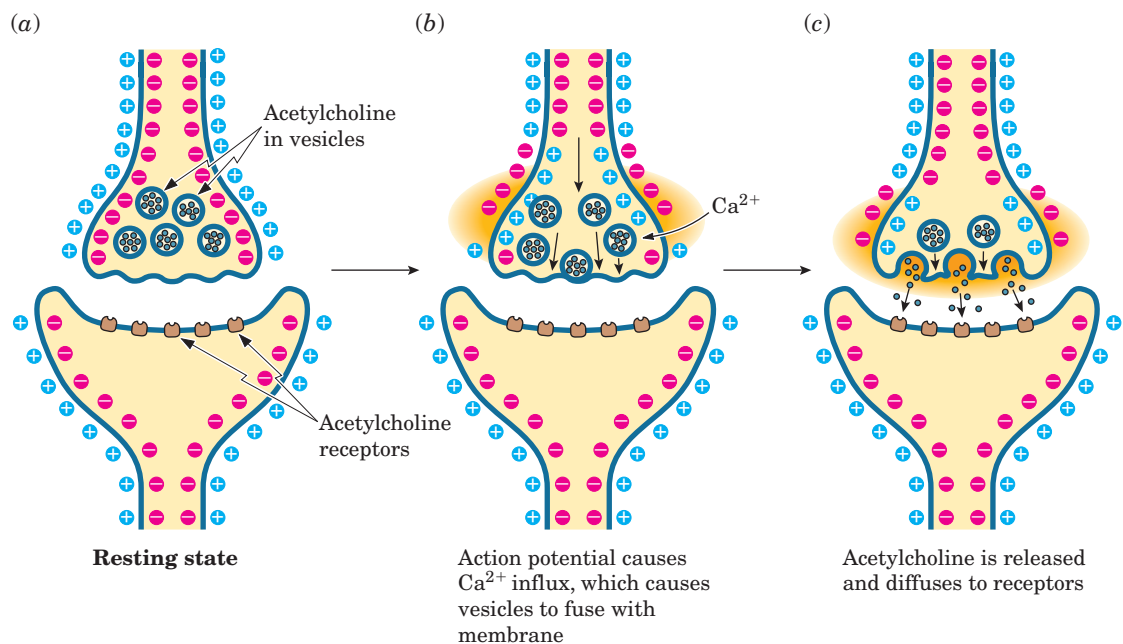 (a)
(b)
(c)
Acetylcholine
in vesicles
Ca²⁺
Acetylcholine
receptors
Resting state
Action potential causes
Ca²⁺ influx, which causes
vesicles to fuse with
membrane
Acetylcholine is released
and diffuses to receptors